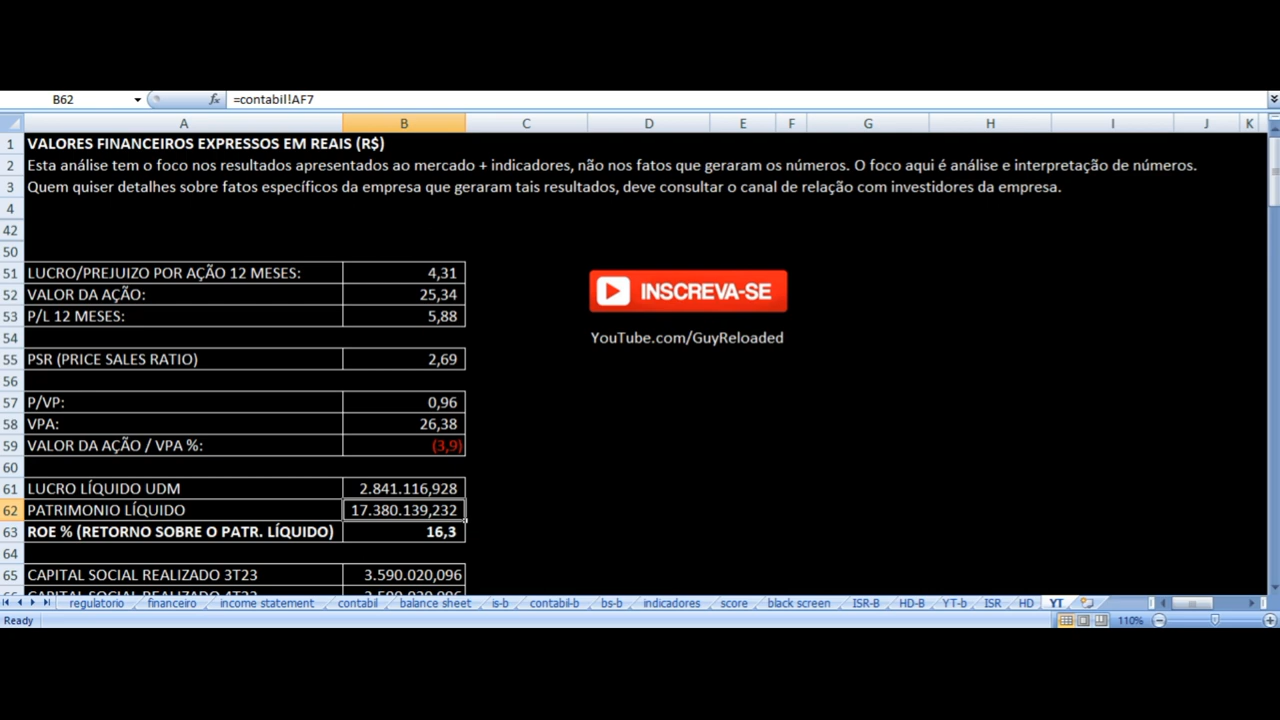 B62 fx =contabil!AF7
A B C D E F G H I J K
1 VALORES FINANCEIROS EXPRESSOS EM REAIS (R$)
2 Esta análise tem o foco nos resultados apresentados ao mercado + indicadores, não nos fatos que geraram os números. O foco aqui é análise e interpretação de números.
3 Quem quiser detalhes sobre fatos específicos da empresa que geraram tais resultados, deve consultar o canal de relação com investidores da empresa.
4
42
50
51 LUCRO/PREJUIZO POR AÇÃO 12 MESES: 4,31
52 VALOR DA AÇÃO: 25,34
INSCREVA-SE
53 P/L 12 MESES: 5,88
54
YouTube.com/GuyReloaded
55 PSR (PRICE SALES RATIO) 2,69
56
57 P/VP: 0,96
58 VPA: 26,38
59 VALOR DA AÇÃO / VPA %: (3,9)
60
61 LUCRO LÍQUIDO UDM 2.841.116,928
62 PATRIMONIO LÍQUIDO 17.380.139,232
63 ROE % (RETORNO SOBRE O PATR. LÍQUIDO) 16,3
64
65 CAPITAL SOCIAL REALIZADO 3T23 3.590.020,096
regulatorio financeiro income statement contabil balance sheet is-b contabil-b bs-b indicadores score black screen ISR-B HD-B YT-b ISR HD YT
Ready 110%